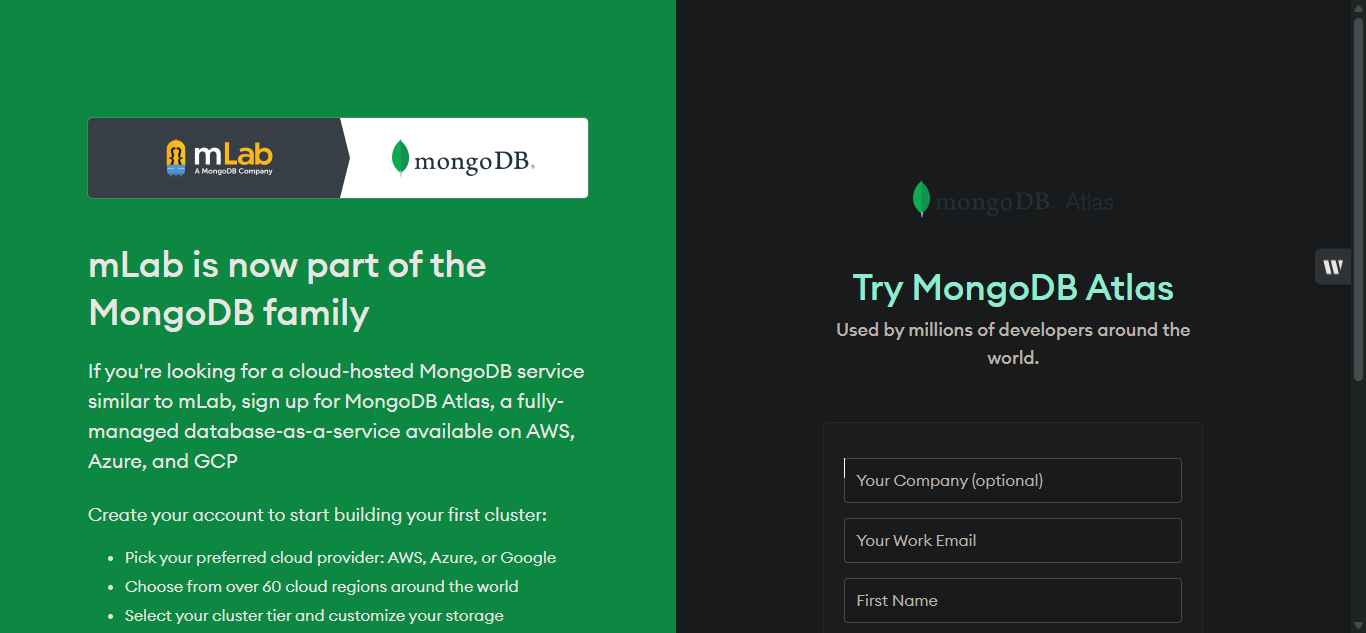 mLab
A MongoDB Company
mongoDB®
mLab is now part of the
MongoDB family
If you're looking for a cloud-hosted MongoDB service
similar to mLab, sign up for MongoDB Atlas, a fully-
managed database-as-a-service available on AWS,
Azure, and GCP
Create your account to start building your first cluster:
• Pick your preferred cloud provider: AWS, Azure, or Google
• Choose from over 60 cloud regions around the world
• Select your cluster tier and customize your storage
mongoDB. Atlas
Try MongoDB Atlas
Used by millions of developers around the
world.
Your Company (optional)
Your Work Email
First Name
W